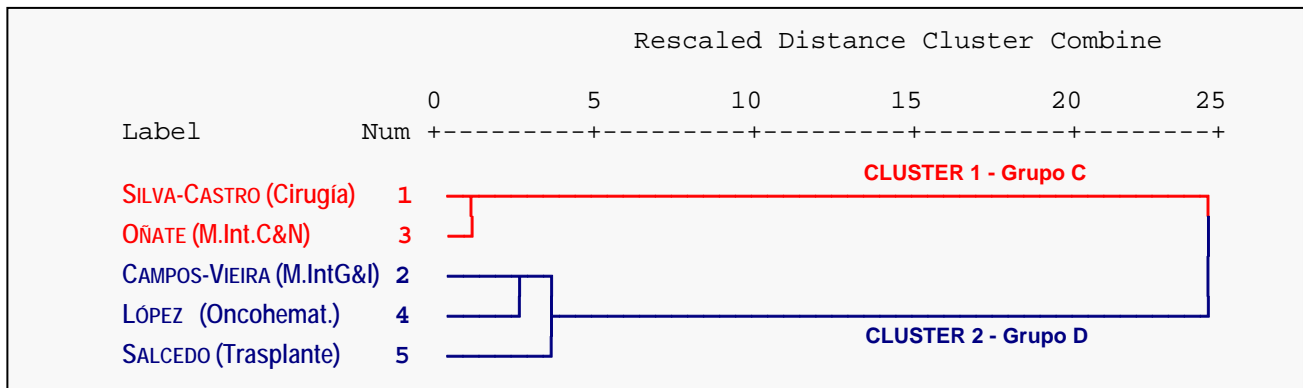 Rescaled Distance Cluster Combine
0 5 10 15 20 25
Label Num +---------+---------+---------+---------+---------+
CLUSTER 1 - Grupo C
SILVA-CASTRO (Cirugía) 1
OÑATE (M.Int.C&N) 3
CAMPOS-VIEIRA (M.IntG&I) 2
LÓPEZ (Oncohemat.) 4
CLUSTER 2 - Grupo D
SALCEDO (Trasplante) 5